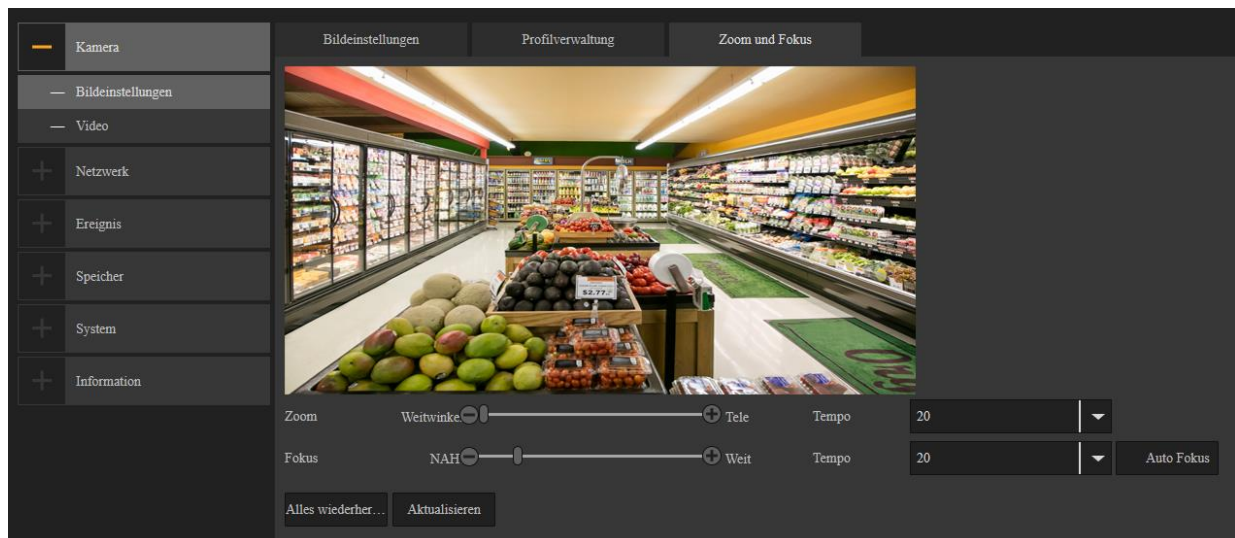 Kamera
Bildeinstellungen
Video
Netzwerk
Ereignis
Speicher
System
Information
Bildeinstellungen Profilverwaltung Zoom und Fokus
$2.77
Zoom Weitwinke. Tele Tempo 20
Fokus NAH Weit Tempo 20 Auto Fokus
Alles wiederher... Aktualisieren